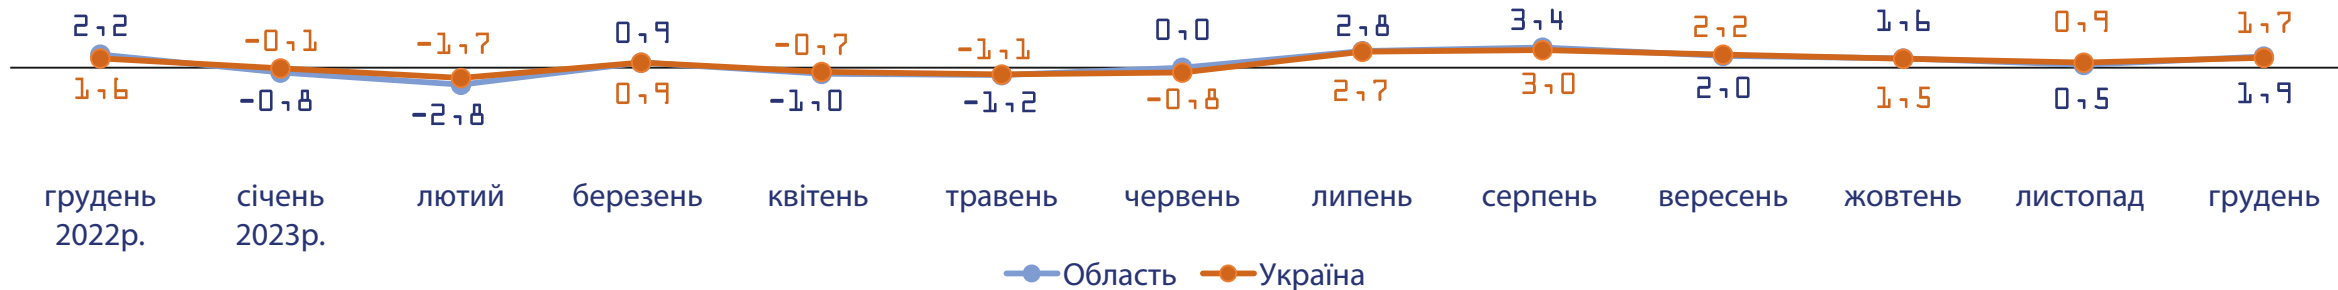 2,2 -0,1 -1,7 0,9 -0,7 -1,1 0,0 2,8 3,4 2,2 1,6 0,9 1,7
1,6 -0,8 -2,8 0,9 -1,0 -1,2 -0,8 2,7 3,0 2,0 1,5 0,5 1,9
грудень січень лютий березень квітень травень червень липень серпень вересень жовтень листопад грудень
2022р. 2023р.
Область Україна